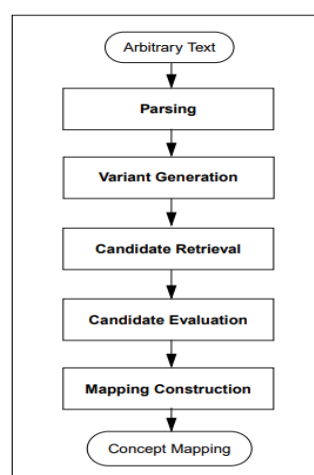 Arbitrary Text
Parsing
Variant Generation
Candidate Retrieval
Candidate Evaluation
Mapping Construction
Concept Mapping